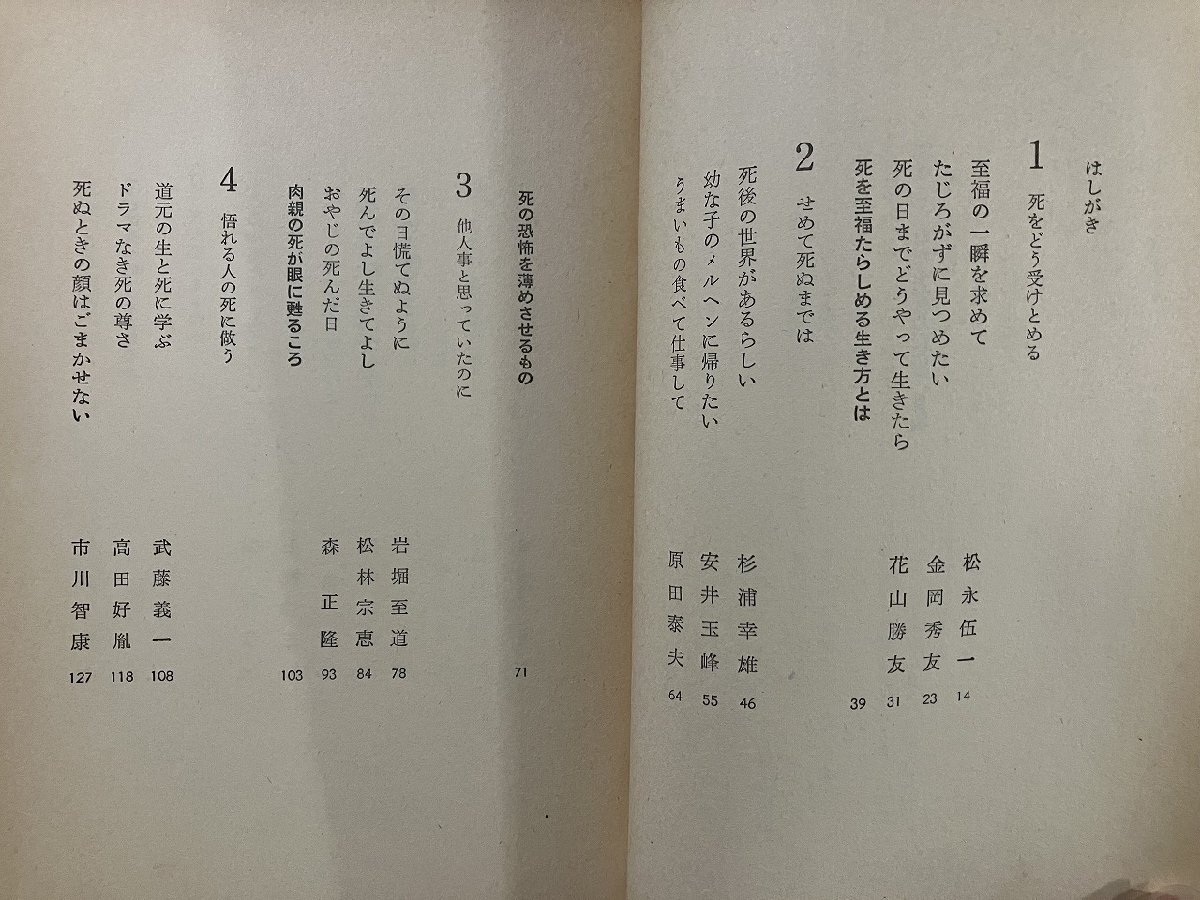 はしがき
1 死をどう受けとめる
至福の一瞬を求めて 松永伍一 14
たじろがずに見つめたい 金岡秀友 23
死の日までどうやって生きたら 花山勝友 31
死を至福たらしめる生き方とは 39
2 せめて死ぬまでは
死後の世界があるらしい 杉浦幸雄 46
幼な子のメルヘンに帰りたい 安井玉峰 55
うまいもの食べて仕事して 原田泰夫 64
死の恐怖を薄めさせるもの 71
3 他人事と思っていたのに
その日慌てぬように 岩堀至道 78
死んでよし生きてよし 松林宗恵 84
おやじの死んだ日 森正隆 93
肉親の死が眼に甦るころ 103
4 悟れる人の死に倣う
道元の生と死に学ぶ 武藤義一 108
ドラマなき死の尊さ 高田好胤 118
死ぬときの顔はごまかせない 市川智康 127